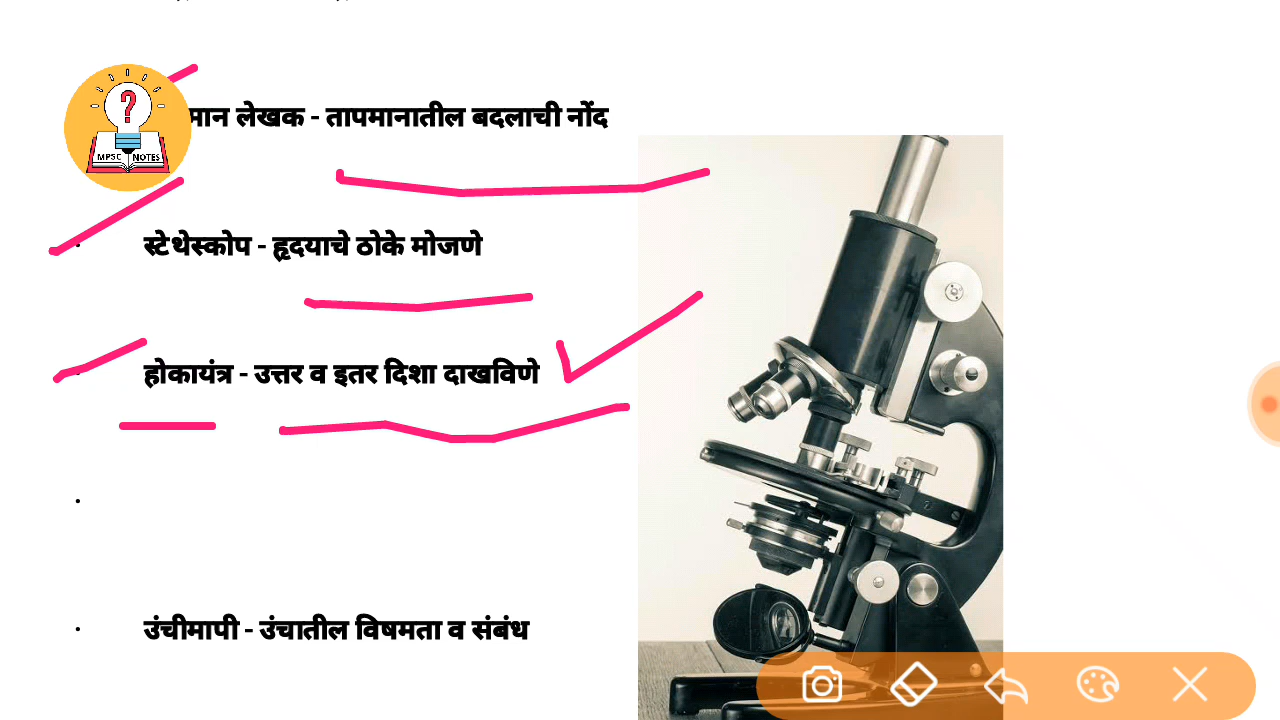 MPSC NOTES
मान लेखक - तापमानातील बदलाची नोंद
स्टेथेस्कोप - हृदयाचे ठोके मोजणे
होकायंत्र - उत्तर व इतर दिशा दाखविणे
उंचीमापी - उंचातील विषमता व संबंध